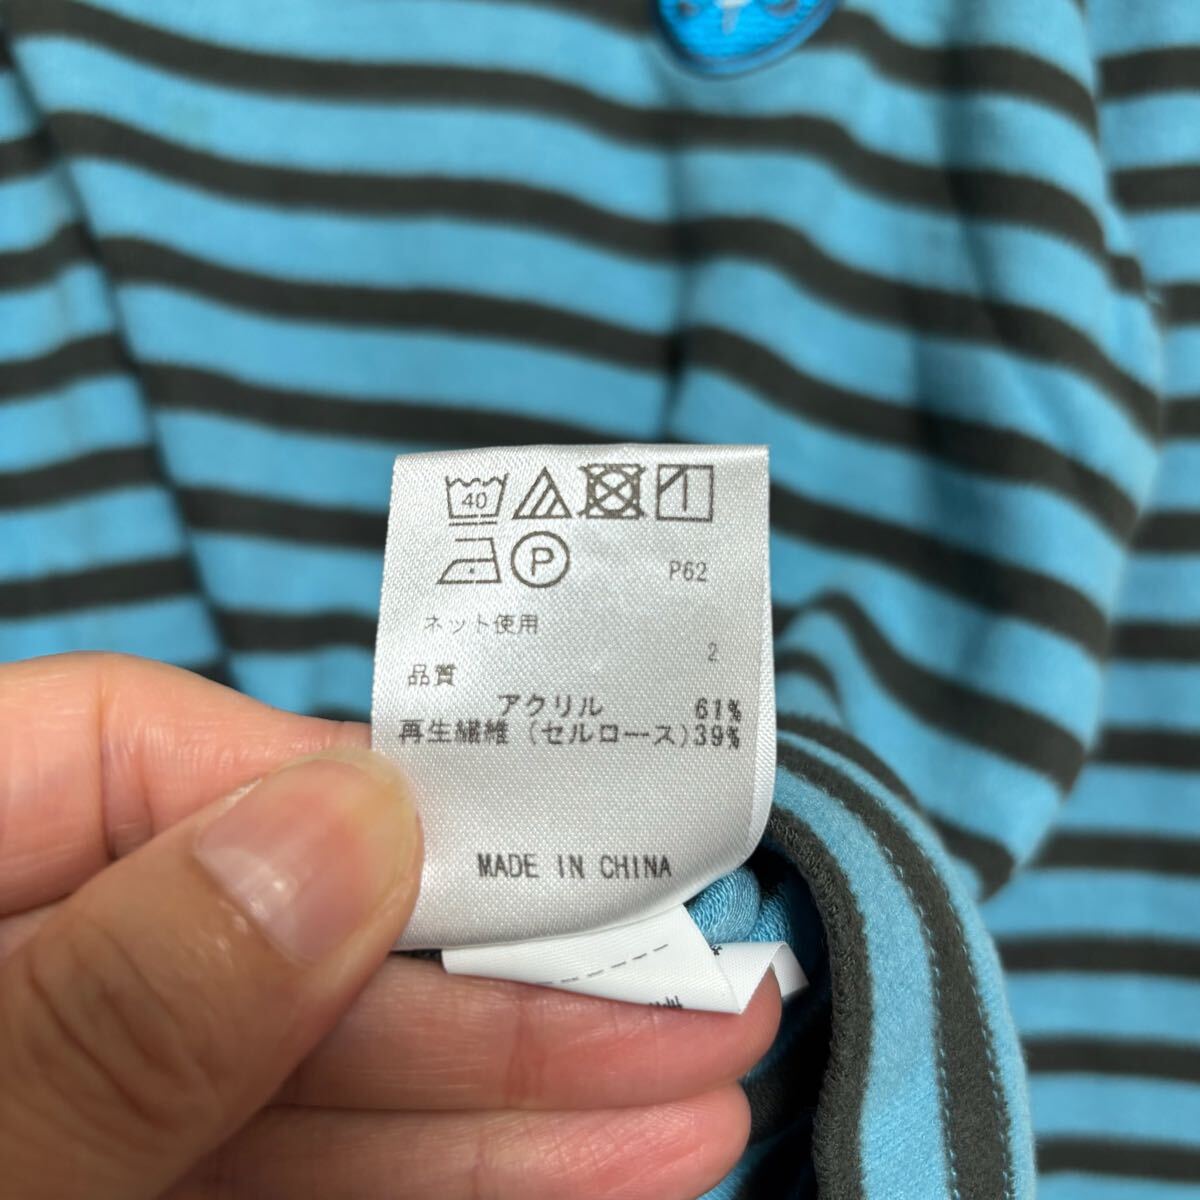 40
P P62
ネット使用
2
品質
アクリル 61%
再生繊維(セルロース)39%
MADE IN CHINA